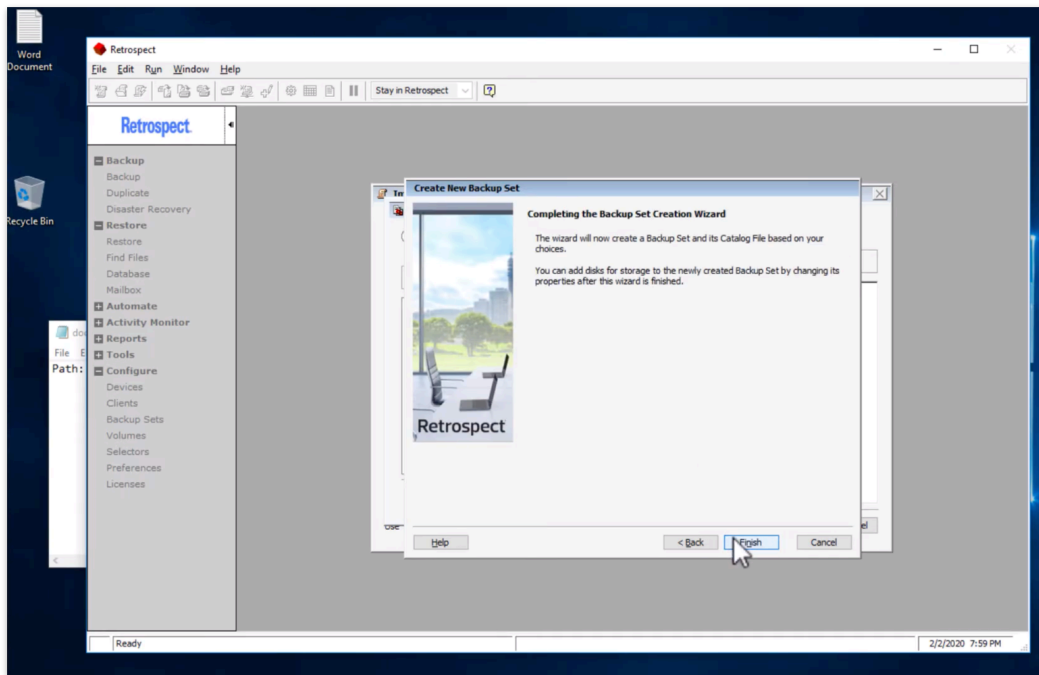 Word
Document
Recycle Bin
Retrospect
File Edit Run Window Help
Stay in Retrospect
Retrospect
Backup
Backup
Duplicate
Disaster Recovery
Restore
Restore
Find Files
Database
Mailbox
Automate
Activity Monitor
Reports
Tools
Configure
Devices
Clients
Backup Sets
Volumes
Selectors
Preferences
Licenses
File E
Path:
Create New Backup Set
Completing the Backup Set Creation Wizard
The wizard will now create a Backup Set and its Catalog File based on your
choices.
You can add disks for storage to the newly created Backup Set by changing its
properties after this wizard is finished.
Retrospect
Help
< Back
Finish
Cancel
Ready
2/2/2020 7:59 PM